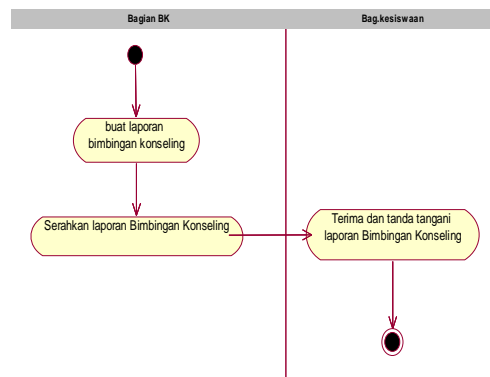 Bagian BK
Bag.kesiswaan
buat laporan
bimbingan konseling
Serahkan laporan Bimbingan Konseling
Terima dan tanda tangani
laporan Bimbingan Konseling